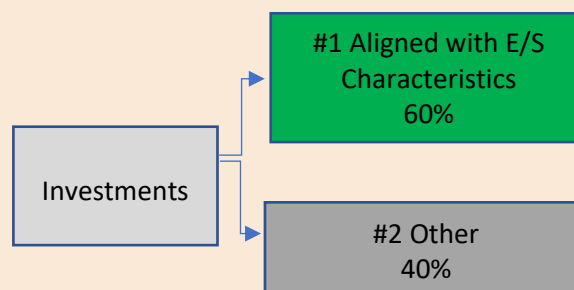 #1 Aligned with E/S
Characteristics
60%
Investments
#2 Other
40%